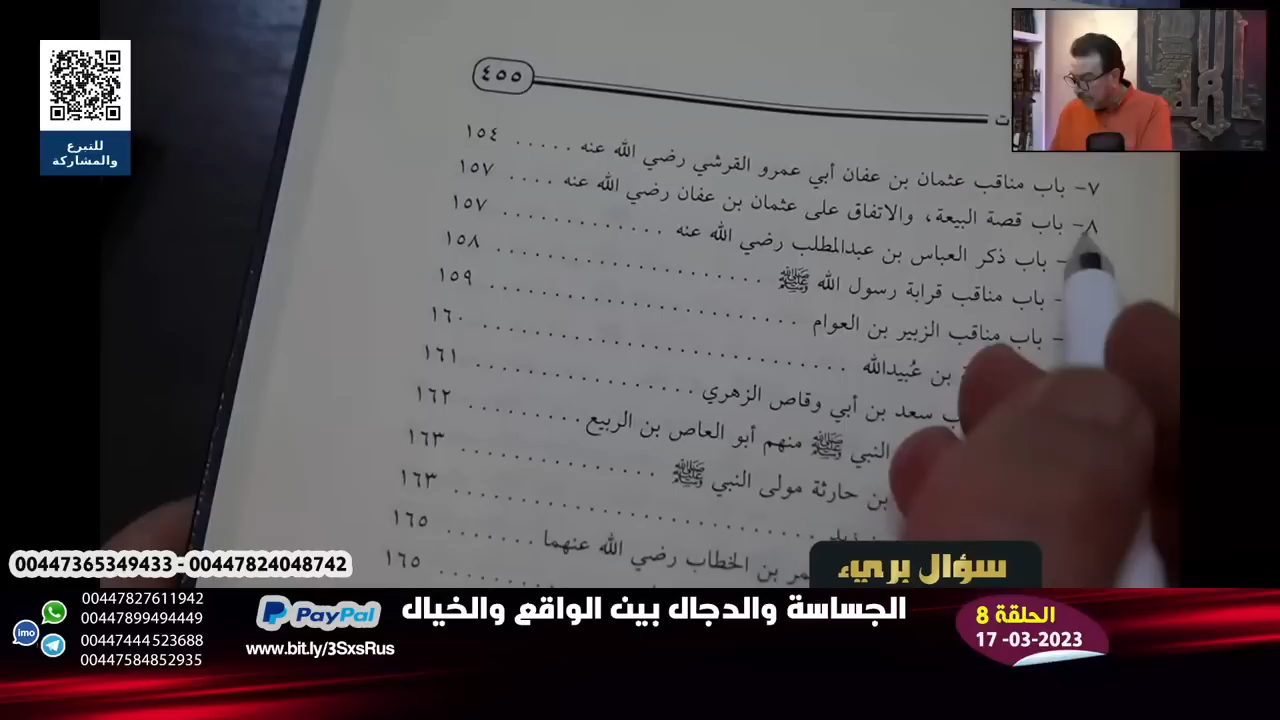 للتبرع
والمشاركة
٤٥٥
ت
٧- باب مناقب عثمان بن عفان أبي عمرو القرشي رضي الله عنه ..... ١٥٤
٨- باب قصة البيعة، والاتفاق على عثمان بن عفان رضي الله عنه .... ١٥٧
- باب ذكر العباس بن عبدالمطلب رضي الله عنه ............ ١٥٧
- باب مناقب قرابة رسول الله ﷺ .................... ١٥٨
- باب مناقب الزبير بن العوام ........................ ١٥٩
بن عُبيدالله ............................ ١٦٠
ب سعد بن أبي وقاص الزهري ................. ١٦١
النبي ﷺ منهم أبو العاص بن الربيع ......... ١٦٢
بن حارثة مولى النبي ﷺ ............... ١٦٣
زيد ............................ ١٦٣
مر بن الخطاب رضي الله عنهما ....... ١٦٥
١٦٥
00447365349433 - 00447824048742
سؤال بريء
00447827611942
00447899494449
imo
00447444523688
00447584852935
PayPal
www.bit.ly/3SxsRus
الجساسة والدجال بين الواقع والخيال
الحلقة 8
17 -03-2023